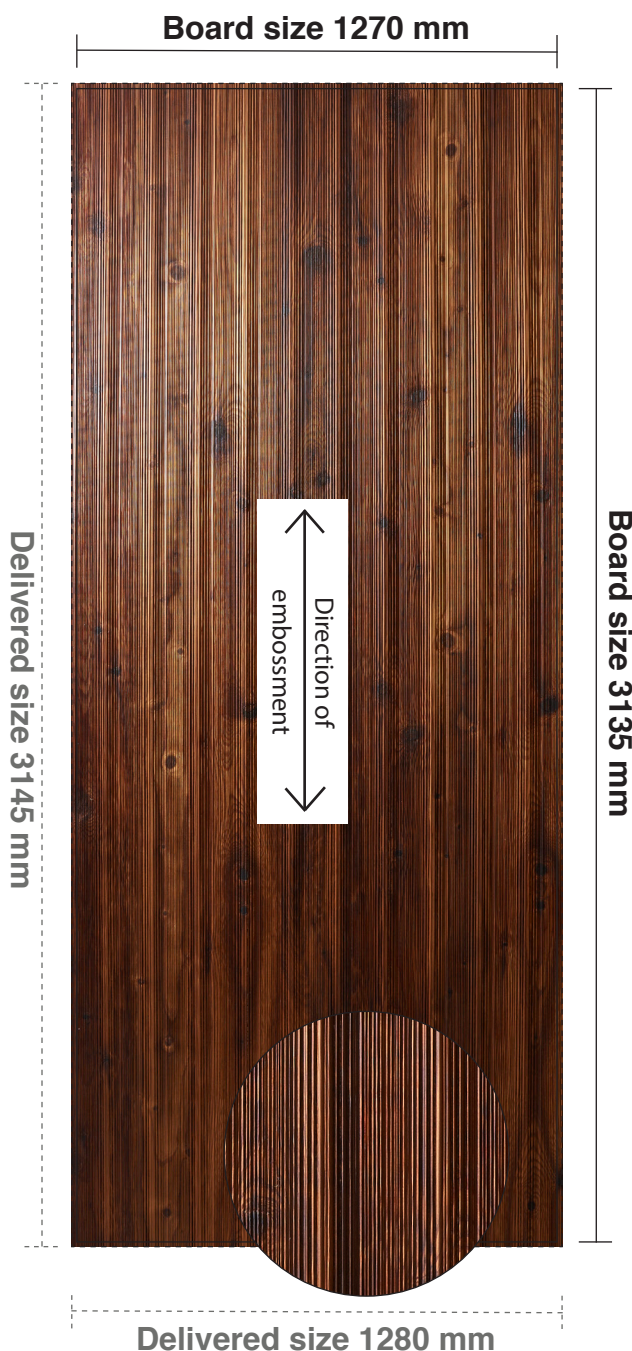 Board size 1270 mm
Delivered size 3145 mm
Direction of
embossment
Board size 3135 mm
Delivered size 1280 mm